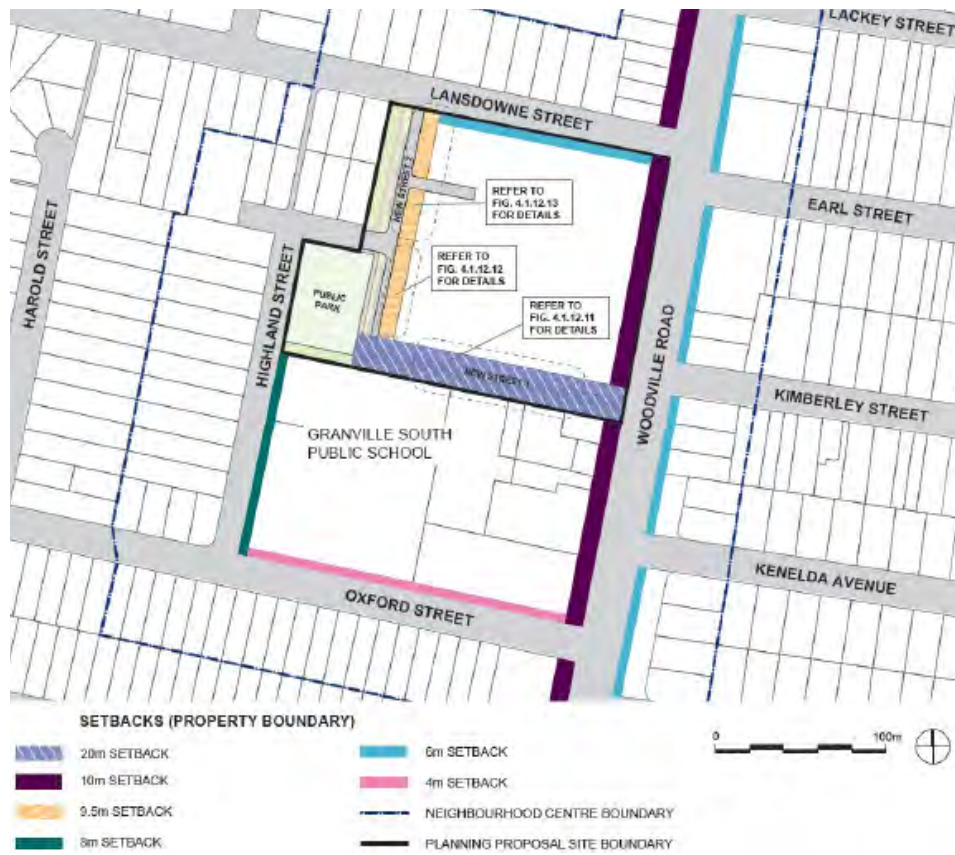 LACKEY STREET
LANSDOWNE STREET
NEW STREET 2
REFER TO
FIG. 4.1.12.13
FOR DETAILS
EARL STREET
HAROLD STREET
HIGHLAND STREET
PUBLIC
PARK
REFER TO
FIG. 4.1.12.12
FOR DETAILS
REFER TO
FIG. 4.1.12.11
FOR DETAILS
NEW STREET 1
WOODVILLE ROAD
KIMBERLEY STREET
GRANVILLE SOUTH
PUBLIC SCHOOL
KENELDA AVENUE
OXFORD STREET
SETBACKS (PROPERTY BOUNDARY)
20m SETBACK
10m SETBACK
9.5m SETBACK
8m SETBACK
6m SETBACK
4m SETBACK
NEIGHBOURHOOD CENTRE BOUNDARY
PLANNING PROPOSAL SITE BOUNDARY
0 100m